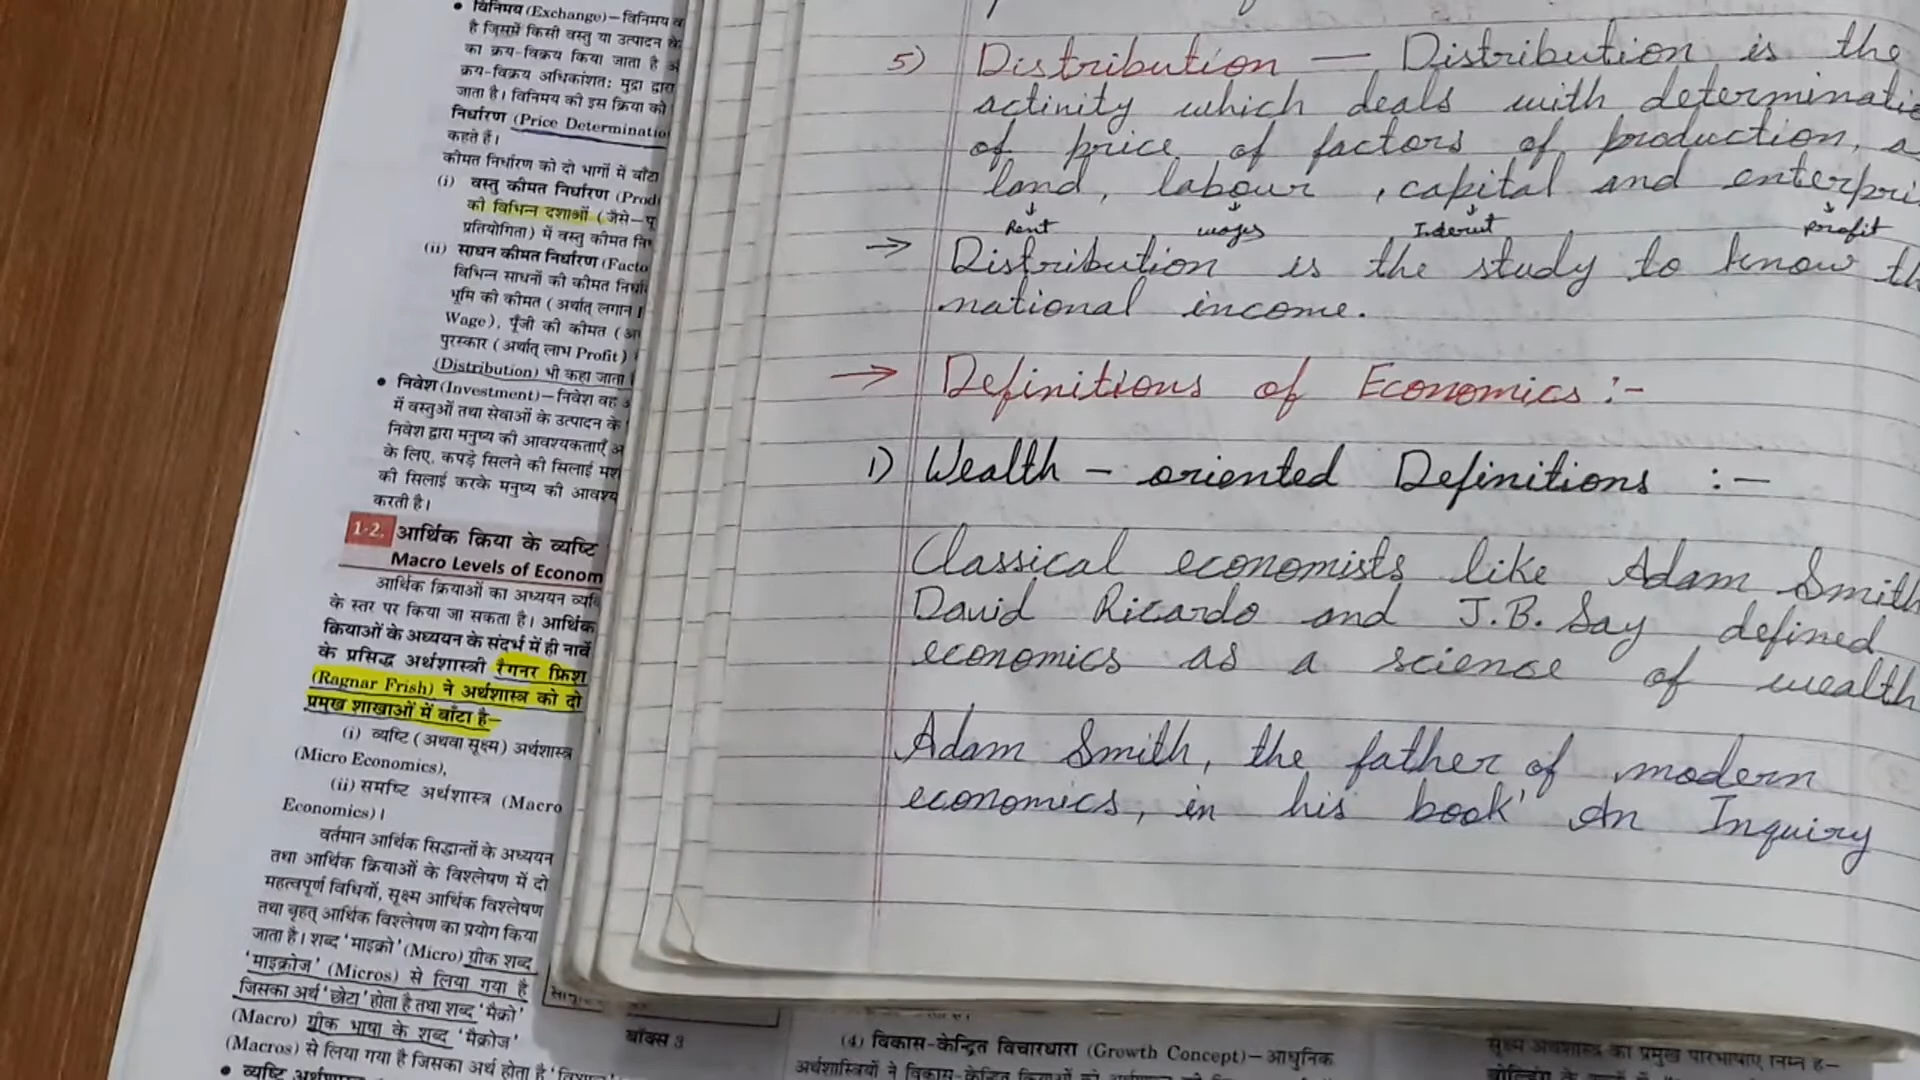 • विनिमय (Exchange)—विनिमय
है जिसमें किसी वस्तु या उत्पादन के
का क्रय-विक्रय किया जाता है
क्रय-विक्रय अधिकांशत: मुद्रा द्वारा
जाता है। विनिमय की इस क्रिया को
निर्धारण (Price Determinatio
कहते हैं।
कीमत निर्धारण को दो भागों में बाँटा
(i) वस्तु कीमत निर्धारण (Prod
की विभिन्न दशाओं (जैसे—पू
प्रतियोगिता) में वस्तु कीमत
(ii) साधन कीमत निर्धारण (Facto
विभिन्न साधनों की कीमत
भूमि की कीमत (अर्थात् लगान
Wage), पूँजी की कीमत
पुरस्कार (अर्थात् लाभ Profit)
(Distribution) भी कहा जाता
• निवेश (Investment)—निवेश वह
में वस्तुओं तथा सेवाओं के उत्पादन के
निवेश द्वारा मनुष्य की आवश्यकताएँ
के लिए, कपड़े सिलने की सिलाई
की सिलाई करके मनुष्य की
करती है।
1-2. आर्थिक क्रिया के व्यष्टि
Macro Levels of Econom
आर्थिक क्रियाओं का अध्ययन
के स्तर पर किया जा सकता है। आर्थिक
क्रियाओं के अध्ययन के संदर्भ में ही नार्वे
के प्रसिद्ध अर्थशास्त्री रैगनर फ्रिश
(Ragnar Frish) ने अर्थशास्त्र को दो
प्रमुख शाखाओं में बाँटा है—
(i) व्यष्टि (अथवा सूक्ष्म) अर्थशास्त्र
(Micro Economics),
(ii) समष्टि अर्थशास्त्र (Macro
Economics)।
वर्तमान आर्थिक सिद्धान्तों के अध्ययन
तथा आर्थिक क्रियाओं के विश्लेषण में दो
महत्वपूर्ण विधियों, सूक्ष्म आर्थिक विश्लेषण
तथा बृहत् आर्थिक विश्लेषण का प्रयोग किया
जाता है। शब्द 'माइक्रो' (Micro) ग्रीक शब्द
'माइक्रोज' (Micros) से लिया गया है
जिसका अर्थ 'छोटा' होता है तथा शब्द 'मैक्रो'
(Macro) ग्रीक भाषा के शब्द 'मैक्रोज'
(Macros) से लिया गया है जिसका अर्थ होता है
5) Distribution — Distribution is the
actinity which deals with determinatio
of price of factors of production, a
land, labour, capital and enterpri
Rent wages Interest profit
→ Distribution is the study to know th
national income.
→ Definitions of Economics :-
1) Wealth - oriented Definitions :-
Classical economists like Adam Smith
David Ricardo and J.B. Say defined
economics as a science of wealth
Adam Smith, the father of modern
economics, in his book' An Inquiry
बॉक्स 3
(4) विकास-केन्द्रित विचारधारा (Growth Concept)—आधुनिक